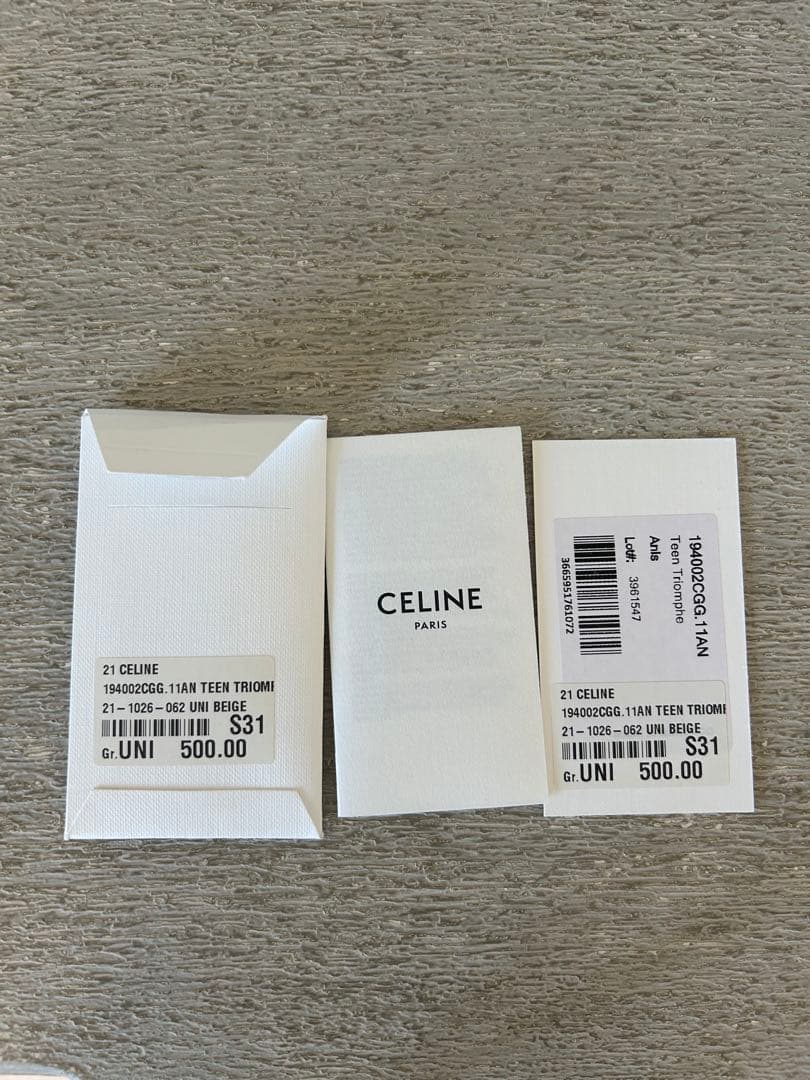 21 CELINE
194002CGG.11AN TEEN TRIOMP
21-1026-062 UNI BEIGE
S31
Gr.UNI 500.00
CELINE
PARIS
194002CGG.11AN
Teen Triomphe
Anis
Lot#: 3961547
3665951761072
21 CELINE
194002CGG.11AN TEEN TRIOMP
21-1026-062 UNI BEIGE
S31
Gr.UNI 500.00